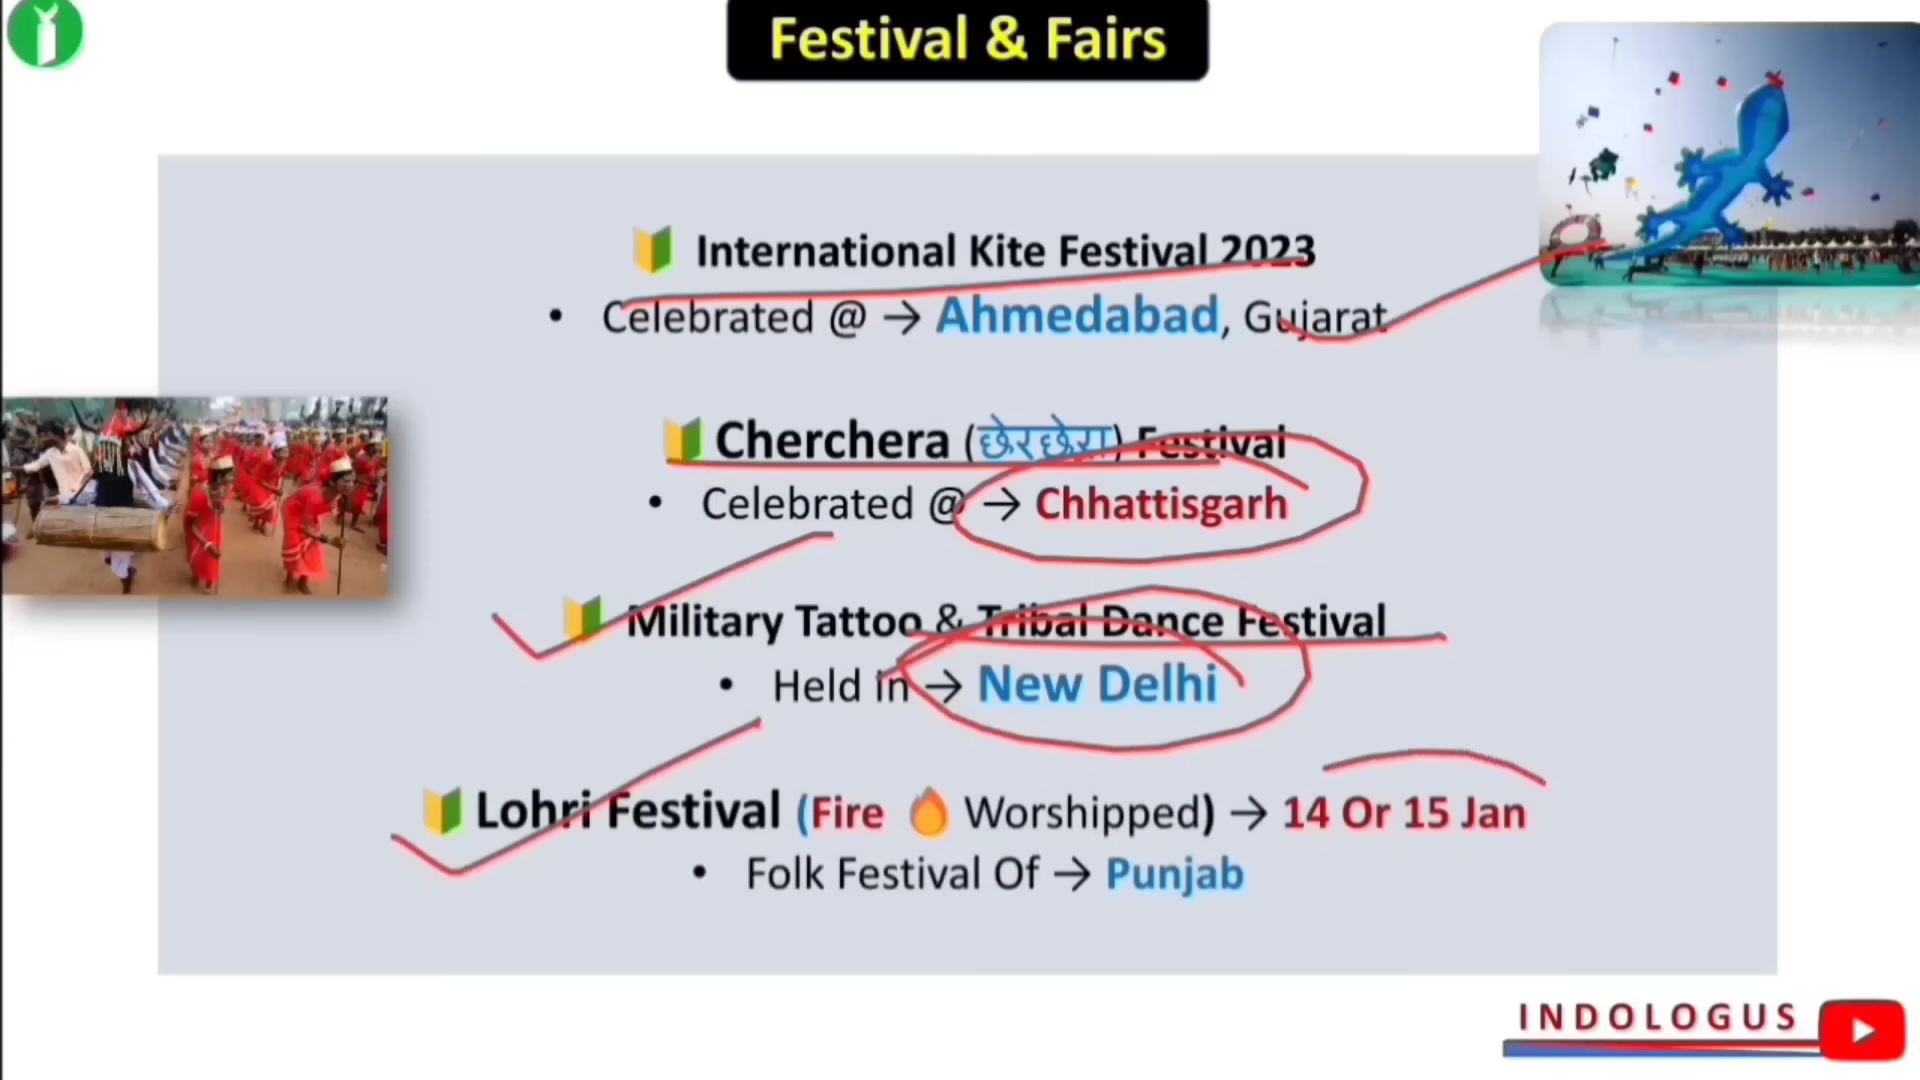 Festival & Fairs
International Kite Festival 2023
• Celebrated @ → Ahmedabad, Gujarat
Cherchera (छेरछेरा) Festival
• Celebrated @ → Chhattisgarh
Military Tattoo & Tribal Dance Festival
• Held in → New Delhi
Lohri Festival (Fire 🔥 Worshipped) → 14 Or 15 Jan
• Folk Festival Of → Punjab
INDOLOGUS